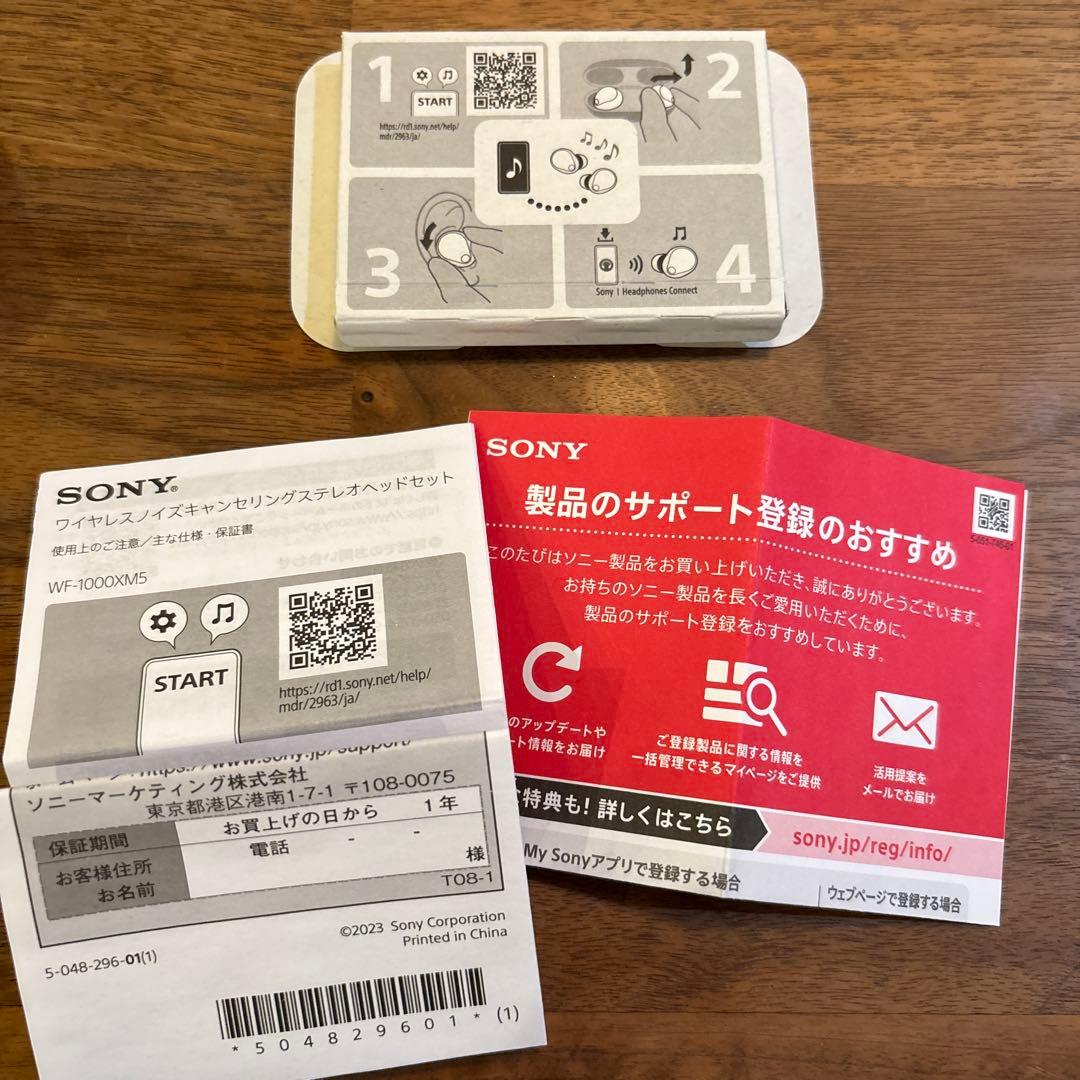 1
START
https://rd1.sony.net/help/
mdr/2963/ja/
2
3
4
Sony | Headphones Connect
SONY®
ワイヤレスノイズキャンセリングステレオヘッドセット
使用上のご注意／主な仕様・保証書
WF-1000XM5
START
https://rd1.sony.net/help/
mdr/2963/ja/
https://www.sony.jp/support/
ソニーマーケティング株式会社
東京都港区港南1-7-1 〒108-0075
保証期間 お買上げの日から 1年
お客様住所 電話 - -
お名前 様
T08-1
©2023 Sony Corporation
Printed in China
5-048-296-01(1)
*504829601* (1)
SONY
製品のサポート登録のおすすめ
このたびはソニー製品をお買い上げいただき、誠にありがとうございます。
お持ちのソニー製品を長くご愛用いただくために、
製品のサポート登録をおすすめしています。
のアップデートや
ート情報をお届け
ご登録製品に関する情報を
一括管理できるマイページをご提供
活用提案を
メールでお届け
特典も! 詳しくはこちら
sony.jp/reg/info/
My Sonyアプリで登録する場合
ウェブページで登録する場合